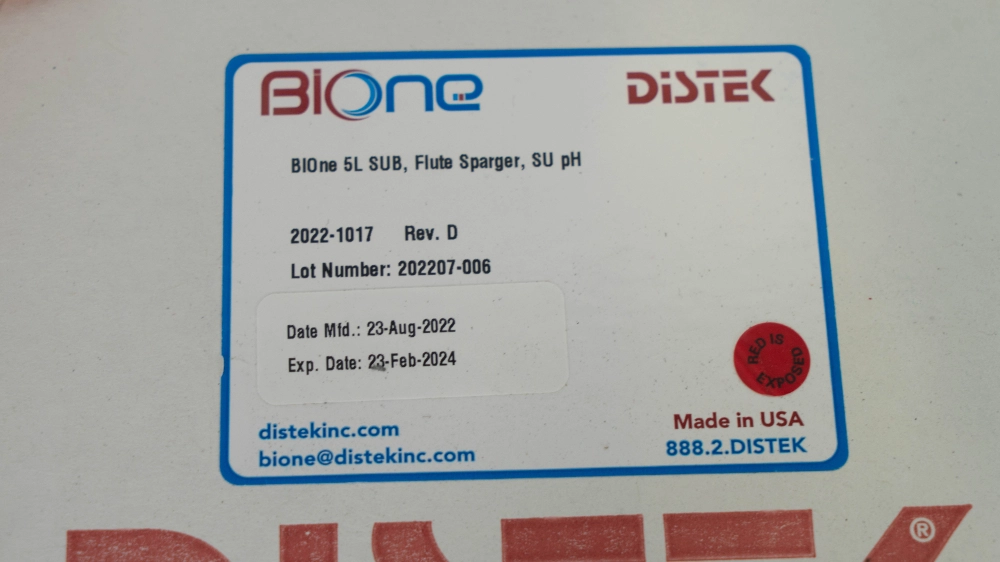 BiOne DiSTEK
BIOne 5L SUB, Flute Sparger, SU pH
2022-1017 Rev. D
Lot Number: 202207-006
Date Mfd.: 23-Aug-2022
Exp. Date: 23-Feb-2024
RED IS EXPOSED
distekinc.com
bione@distekinc.com
Made in USA
888.2.DISTEK
DISTEK®